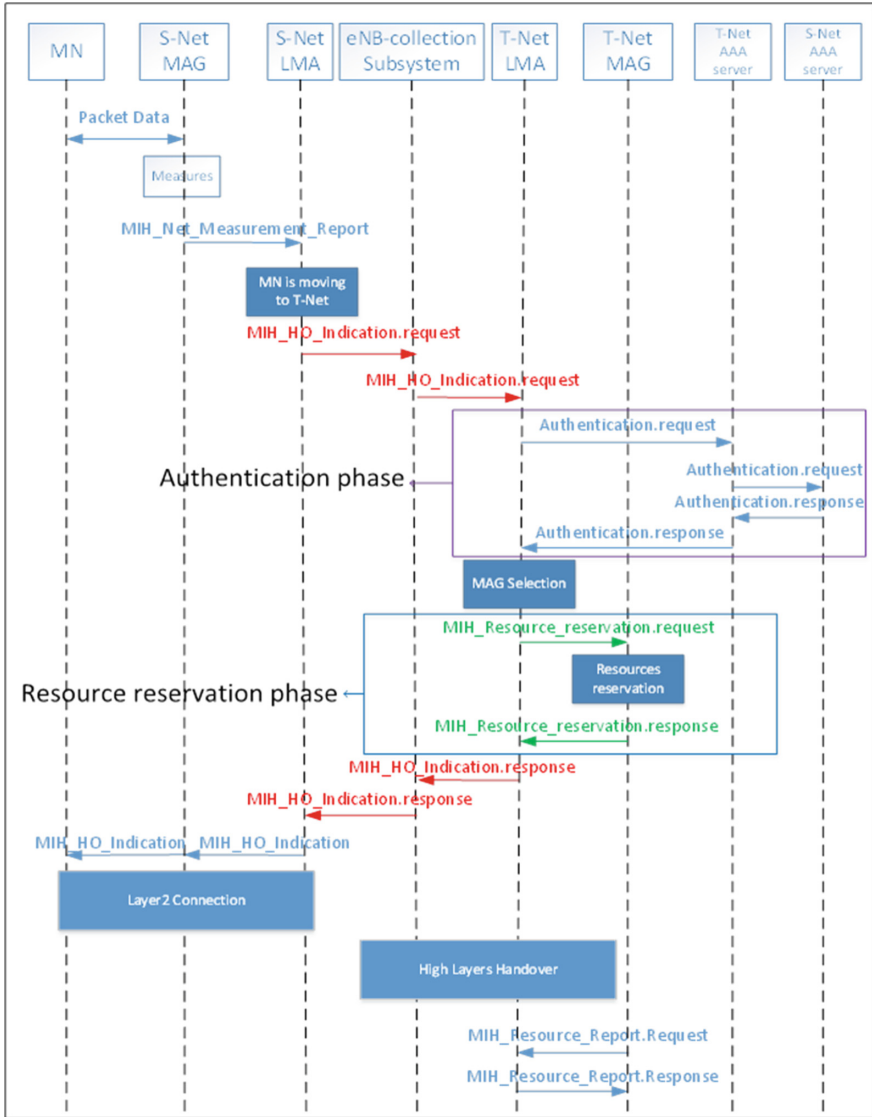 MN
S-Net
MAG
S-Net
LMA
eNB-collection
Subsystem
T-Net
LMA
T-Net
MAG
T-Net
AAA
server
S-Net
AAA
server
Packet Data
Measures
MIH_Net_Measurement_Report
MN is moving
to T-Net
MIH_HO_Indication.request
MIH_HO_Indication.request
Authentication.request
Authentication phase
Authentication.request
Authentication.response
Authentication.response
MAG Selection
MIH_Resource_reservation.request
Resources
reservation
Resource reservation phase
MIH_Resource_reservation.response
MIH_HO_Indication.response
MIH_HO_Indication.response
MIH_HO_Indication
MIH_HO_Indication
Layer2 Connection
High Layers Handover
MIH_Resource_Report.Request
MIH_Resource_Report.Response